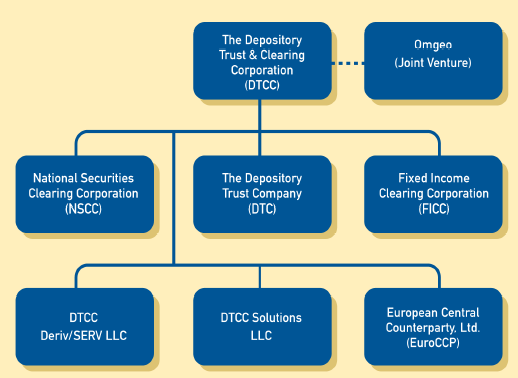 The Depository
Trust & Clearing
Corporation
(DTCC)
Omgeo
(Joint Venture)
National Securities
Clearing Corporation
(NSCC)
The Depository
Trust Company
(DTC)
Fixed Income
Clearing Corporation
(FICC)
DTCC
Deriv/SERV LLC
DTCC Solutions
LLC
European Central
Counterparty, Ltd.
(EuroCCP)